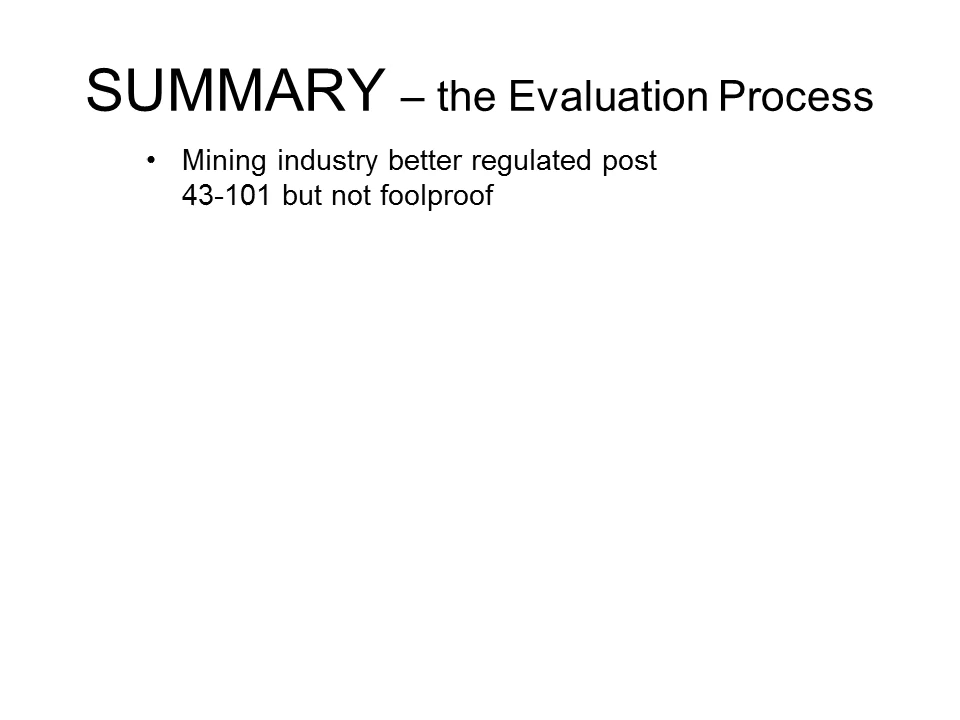 SUMMARY – the Evaluation Process
• Mining industry better regulated post
43-101 but not foolproof